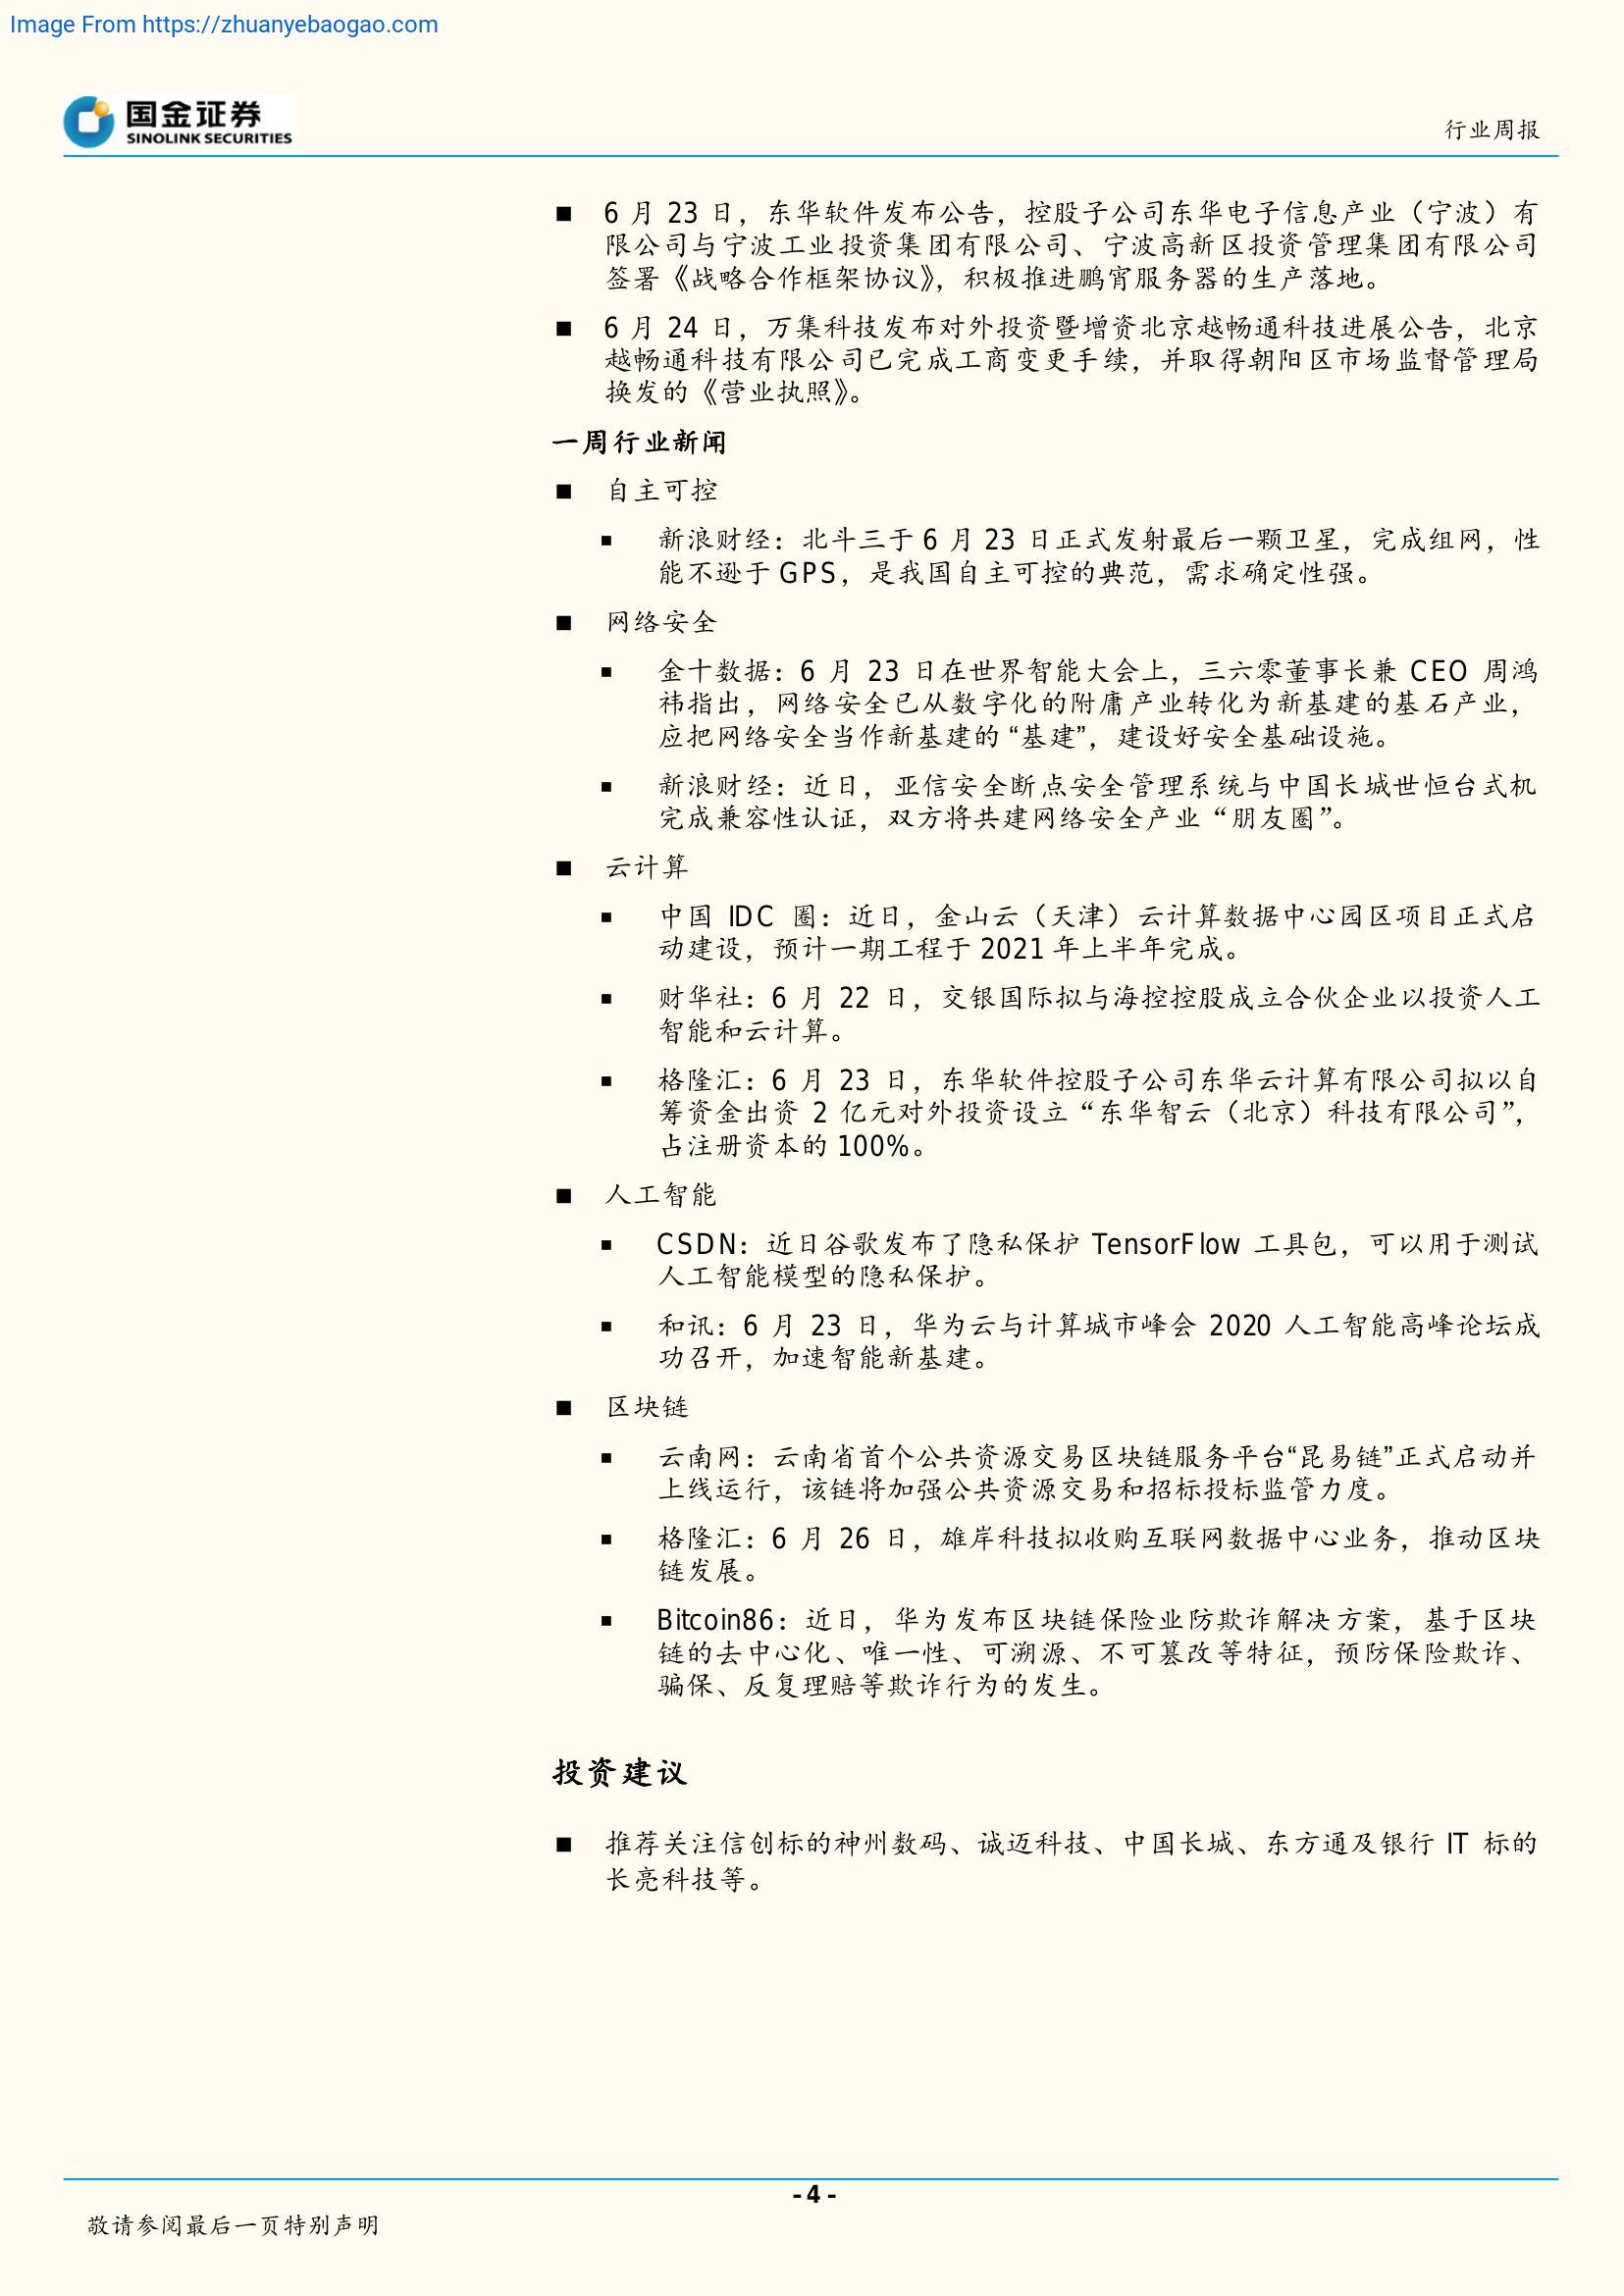 Image From https://zhuanyebaogao.com
国金证券
SINOLINK SECURITIES
行业周报
■ 6 月 23 日，东华软件发布公告，控股子公司东华电子信息产业（宁波）有
限公司与宁波工业投资集团有限公司、宁波高新区投资管理集团有限公司
签署《战略合作框架协议》，积极推进鹏霄服务器的生产落地。
■ 6 月 24 日，万集科技发布对外投资暨增资北京越畅通科技进展公告，北京
越畅通科技有限公司已完成工商变更手续，并取得朝阳区市场监督管理局
换发的《营业执照》。
一周行业新闻
■ 自主可控
■ 新浪财经：北斗三于 6 月 23 日正式发射最后一颗卫星，完成组网，性
能不逊于 GPS，是我国自主可控的典范，需求确定性强。
■ 网络安全
■ 金十数据：6 月 23 日在世界智能大会上，三六零董事长兼 CEO 周鸿
祎指出，网络安全已从数字化的附庸产业转化为新基建的基石产业，
应把网络安全当作新基建的 “基建”，建设好安全基础设施。
■ 新浪财经：近日，亚信安全断点安全管理系统与中国长城世恒台式机
完成兼容性认证，双方将共建网络安全产业“朋友圈”。
■ 云计算
■ 中国 IDC 圈：近日，金山云（天津）云计算数据中心园区项目正式启
动建设，预计一期工程于 2021 年上半年完成。
■ 财华社：6 月 22 日，交银国际拟与海控控股成立合伙企业以投资人工
智能和云计算。
■ 格隆汇：6 月 23 日，东华软件控股子公司东华云计算有限公司拟以自
筹资金出资 2 亿元对外投资设立“东华智云（北京）科技有限公司”，
占注册资本的 100%。
■ 人工智能
■ CSDN：近日谷歌发布了隐私保护 TensorFlow 工具包，可以用于测试
人工智能模型的隐私保护。
■ 和讯：6 月 23 日，华为云与计算城市峰会 2020 人工智能高峰论坛成
功召开，加速智能新基建。
■ 区块链
■ 云南网：云南省首个公共资源交易区块链服务平台“昆易链”正式启动并
上线运行，该链将加强公共资源交易和招标投标监管力度。
■ 格隆汇：6 月 26 日，雄岸科技拟收购互联网数据中心业务，推动区块
链发展。
■ Bitcoin86：近日，华为发布区块链保险业防欺诈解决方案，基于区块
链的去中心化、唯一性、可溯源、不可篡改等特征，预防保险欺诈、
骗保、反复理赔等欺诈行为的发生。
投资建议
■ 推荐关注信创标的神州数码、诚迈科技、中国长城、东方通及银行 IT 标的
长亮科技等。
- 4 -
敬请参阅最后一页特别声明